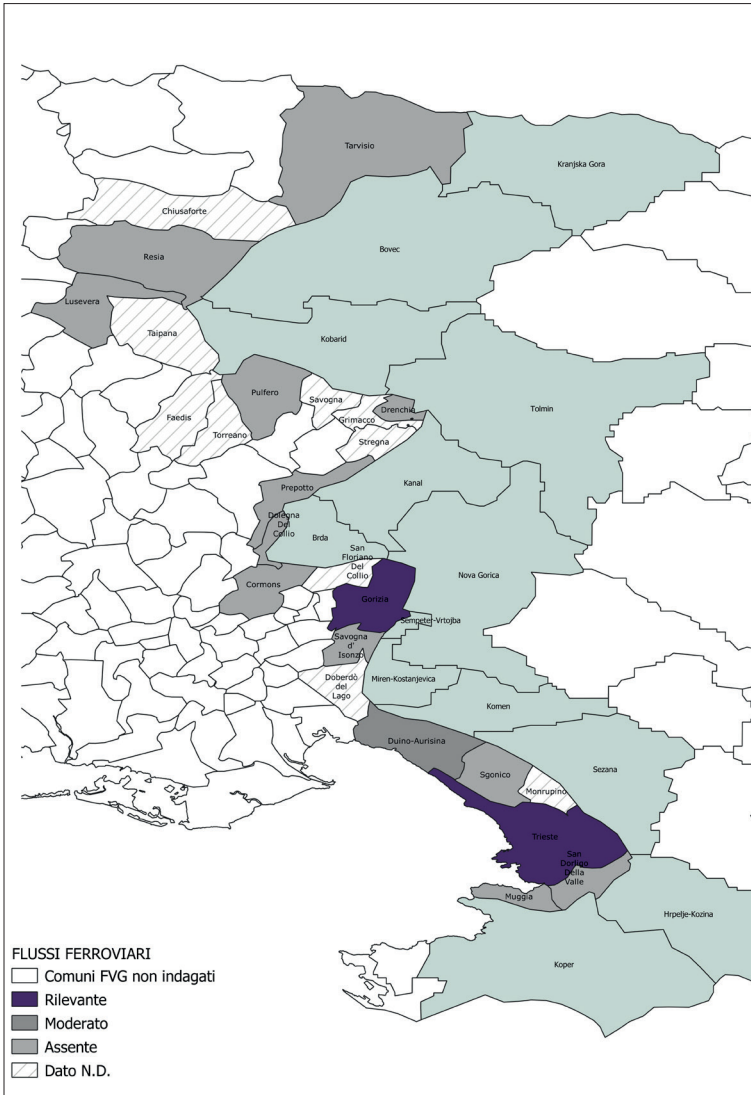 Tarvisio
Kranjska Gora
Chiusaforte
Bovec
Resia
Lusevera
Taipana
Kobarid
Pulfero
Savogna
Drenchia
Tolmin
Faedis
Grimacco
Torreano
Stregna
Prepotto
Kanal
Dolegna
Del
Collio
Brda
San
Floriano
Del
Collio
Nova Gorica
Cormons
Gorizia
Sempeter-Vrtojba
Savogna
d'
Isonzo
Doberdò
del
Lago
Miren-Kostanjevica
Komen
Duino-Aurisina
Sezana
Sgonico
Monrupino
Trieste
San
Dorligo
Della
Valle
Muggia
Hrpelje-Kozina
Koper
FLUSSI FERROVIARI
Comuni FVG non indagati
Rilevante
Moderato
Assente
Dato N.D.